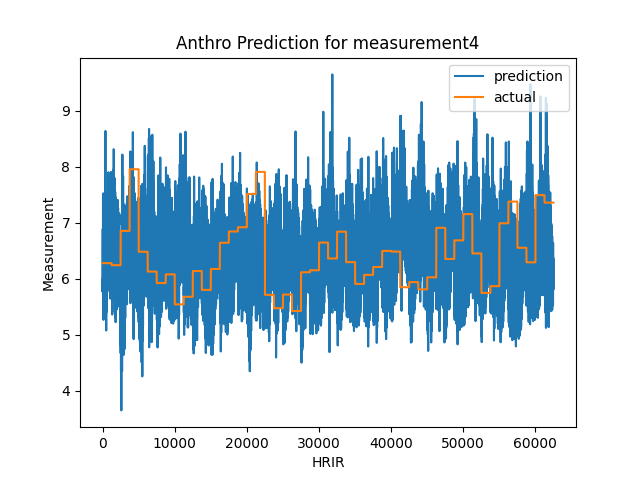 Anthro Prediction for measurement4
prediction
actual
Measurement
9
8
7
6
5
4
0
10000
20000
30000
40000
50000
60000
HRIR